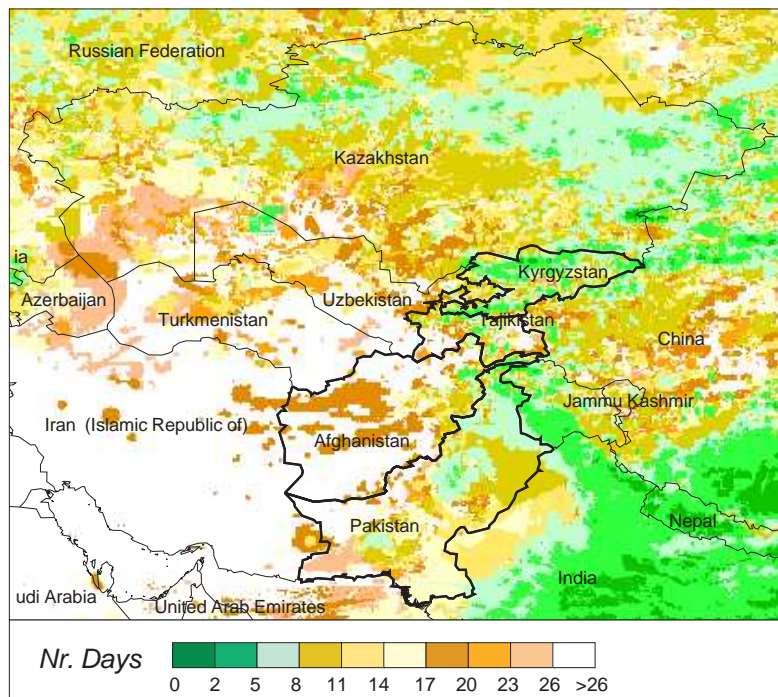 Russian Federation
Kazakhstan
ia
Kyrgyzstan
Azerbaijan
Uzbekistan
Turkmenistan
Tajikistan
China
Jammu Kashmir
Iran (Islamic Republic of)
Afghanistan
Pakistan
Nepal
India
udi Arabia
United Arab Emirates
Nr. Days
0 2 5 8 11 14 17 20 23 26 >26